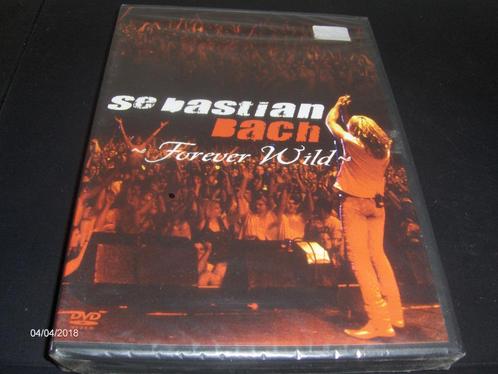 Sebastian
Bach
~ Forever Wild ~
DVD
04/04/2018